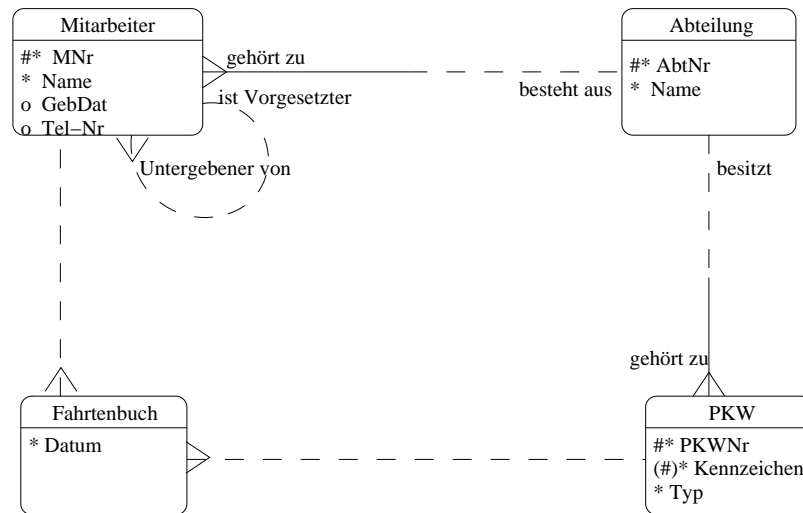 Mitarbeiter
#* MNr
* Name
o GebDat
o Tel−Nr
gehört zu
besteht aus
Abteilung
#* AbtNr
* Name
ist Vorgesetzter
Untergebener von
besitzt
gehört zu
Fahrtenbuch
* Datum
PKW
#* PKWNr
(#)* Kennzeichen
* Typ